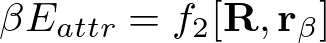 βE_{attr} = f_2[R, r_β]